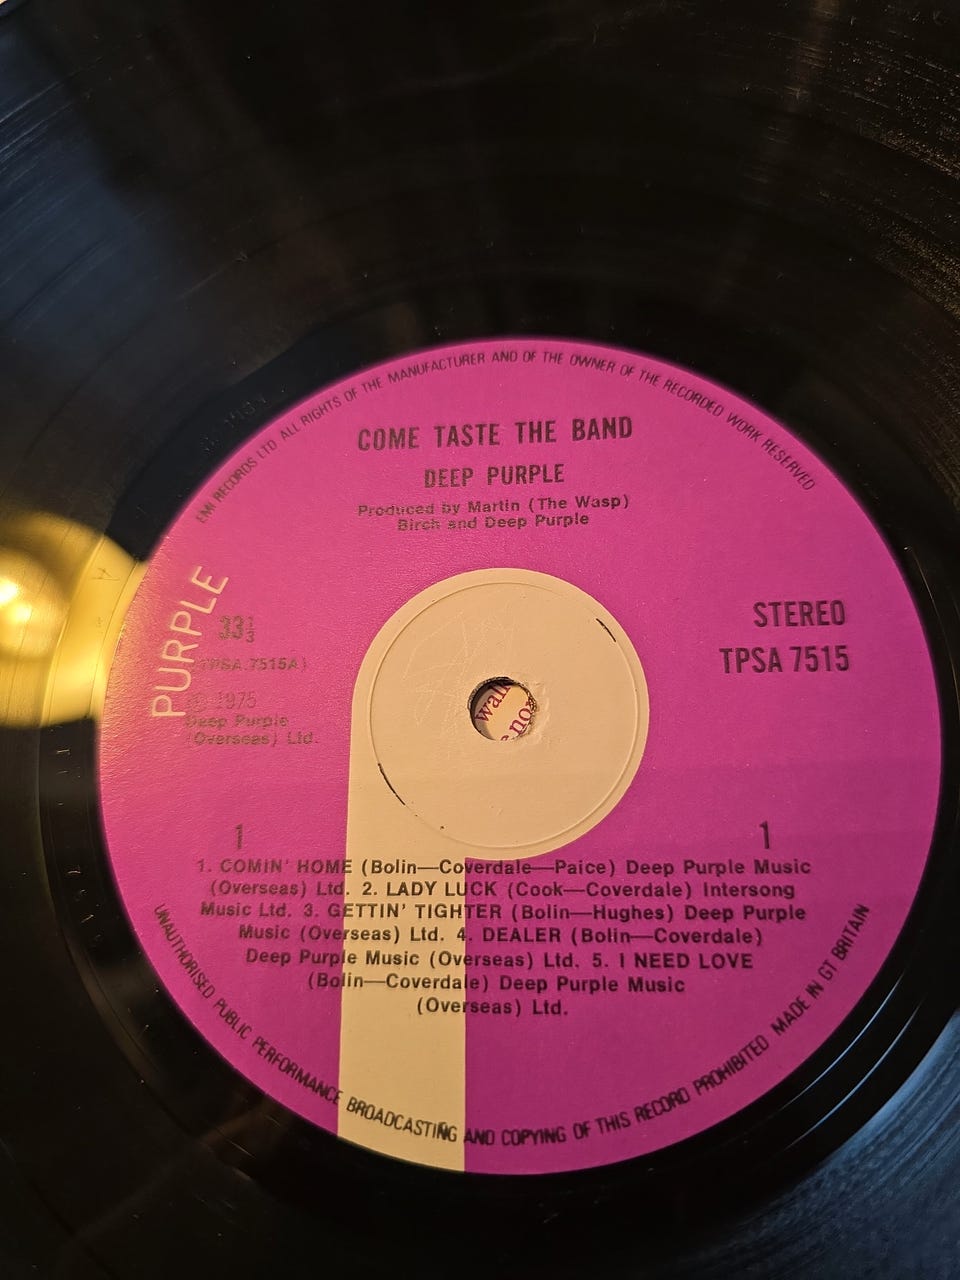 EMI RECORDS LTD ALL RIGHTS OF THE MANUFACTURER AND OF THE OWNER OF THE RECORDED WORK RESERVED
COME TASTE THE BAND
DEEP PURPLE
Produced by Martin (The Wasp)
Birch and Deep Purple
PURPLE
33⅓
(TPSA 7515A)
Ⓟ 1975
Deep Purple
(Overseas) Ltd.
STEREO
TPSA 7515
1
1
1. COMIN' HOME (Bolin—Coverdale—Paice) Deep Purple Music
(Overseas) Ltd. 2. LADY LUCK (Cook—Coverdale) Intersong
Music Ltd. 3. GETTIN' TIGHTER (Bolin—Hughes) Deep Purple
Music (Overseas) Ltd. 4. DEALER (Bolin—Coverdale)
Deep Purple Music (Overseas) Ltd. 5. I NEED LOVE
(Bolin—Coverdale) Deep Purple Music
(Overseas) Ltd.
UNAUTHORISED PUBLIC PERFORMANCE BROADCASTING AND COPYING OF THIS RECORD PROHIBITED MADE IN GT BRITAIN